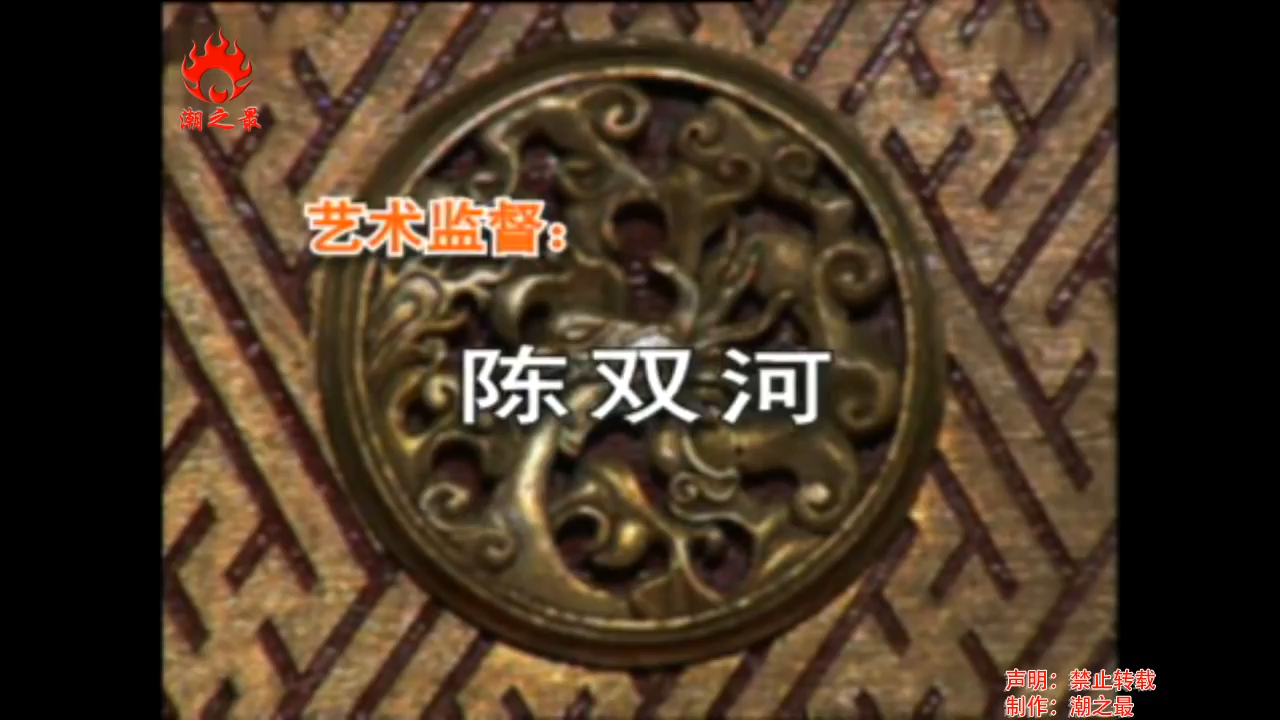 潮之最
艺术监督：
陈双河
声明：禁止转载
制作：潮之最